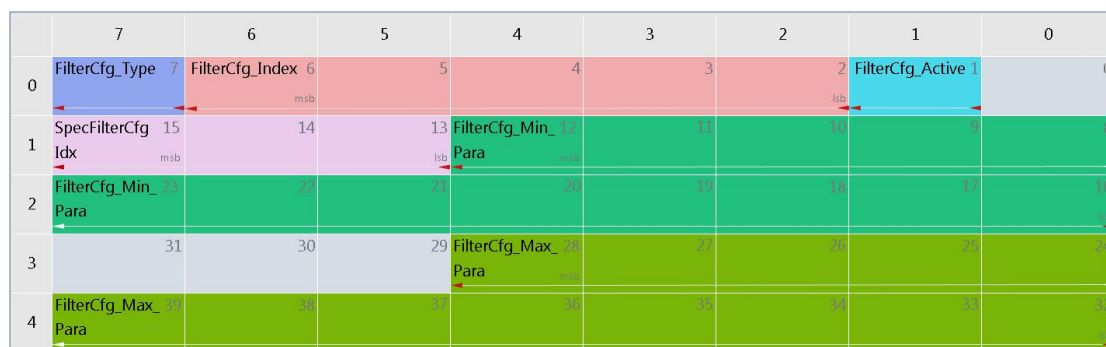 7 6 5 4 3 2 1 0
0 FilterCfg_Type 7 FilterCfg_Index 6 5 4 3 2 FilterCfg_Active 1
msb lsb
1 SpecFilterCfg 15 14 13 FilterCfg_Min_ 12 11 10 9
Idx msb lsb Para msb
2 FilterCfg_Min_ 23 22 21 20 19 18 17
Para
3 31 30 29 FilterCfg_Max_ 28 27 26 25
Para msb
4 FilterCfg_Max_ 39 38 37 36 35 34 33
Para